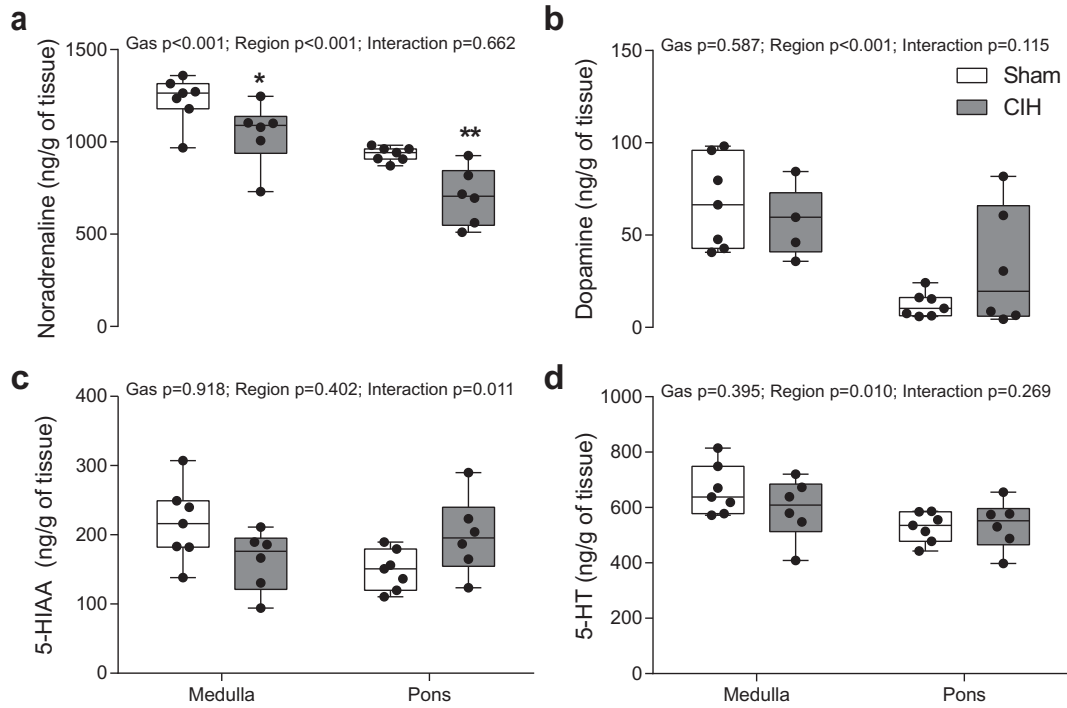 a
Gas p<0.001; Region p<0.001; Interaction p=0.662
Noradrenaline (ng/g of tissue)
1500
1000
500
0
*
**
b
Gas p=0.587; Region p<0.001; Interaction p=0.115
Dopamine (ng/g of tissue)
150
100
50
0
Sham
CIH
c
Gas p=0.918; Region p=0.402; Interaction p=0.011
5-HIAA (ng/g of tissue)
400
300
200
100
0
Medulla Pons
d
Gas p=0.395; Region p=0.010; Interaction p=0.269
5-HT (ng/g of tissue)
1000
800
600
400
200
0
Medulla Pons